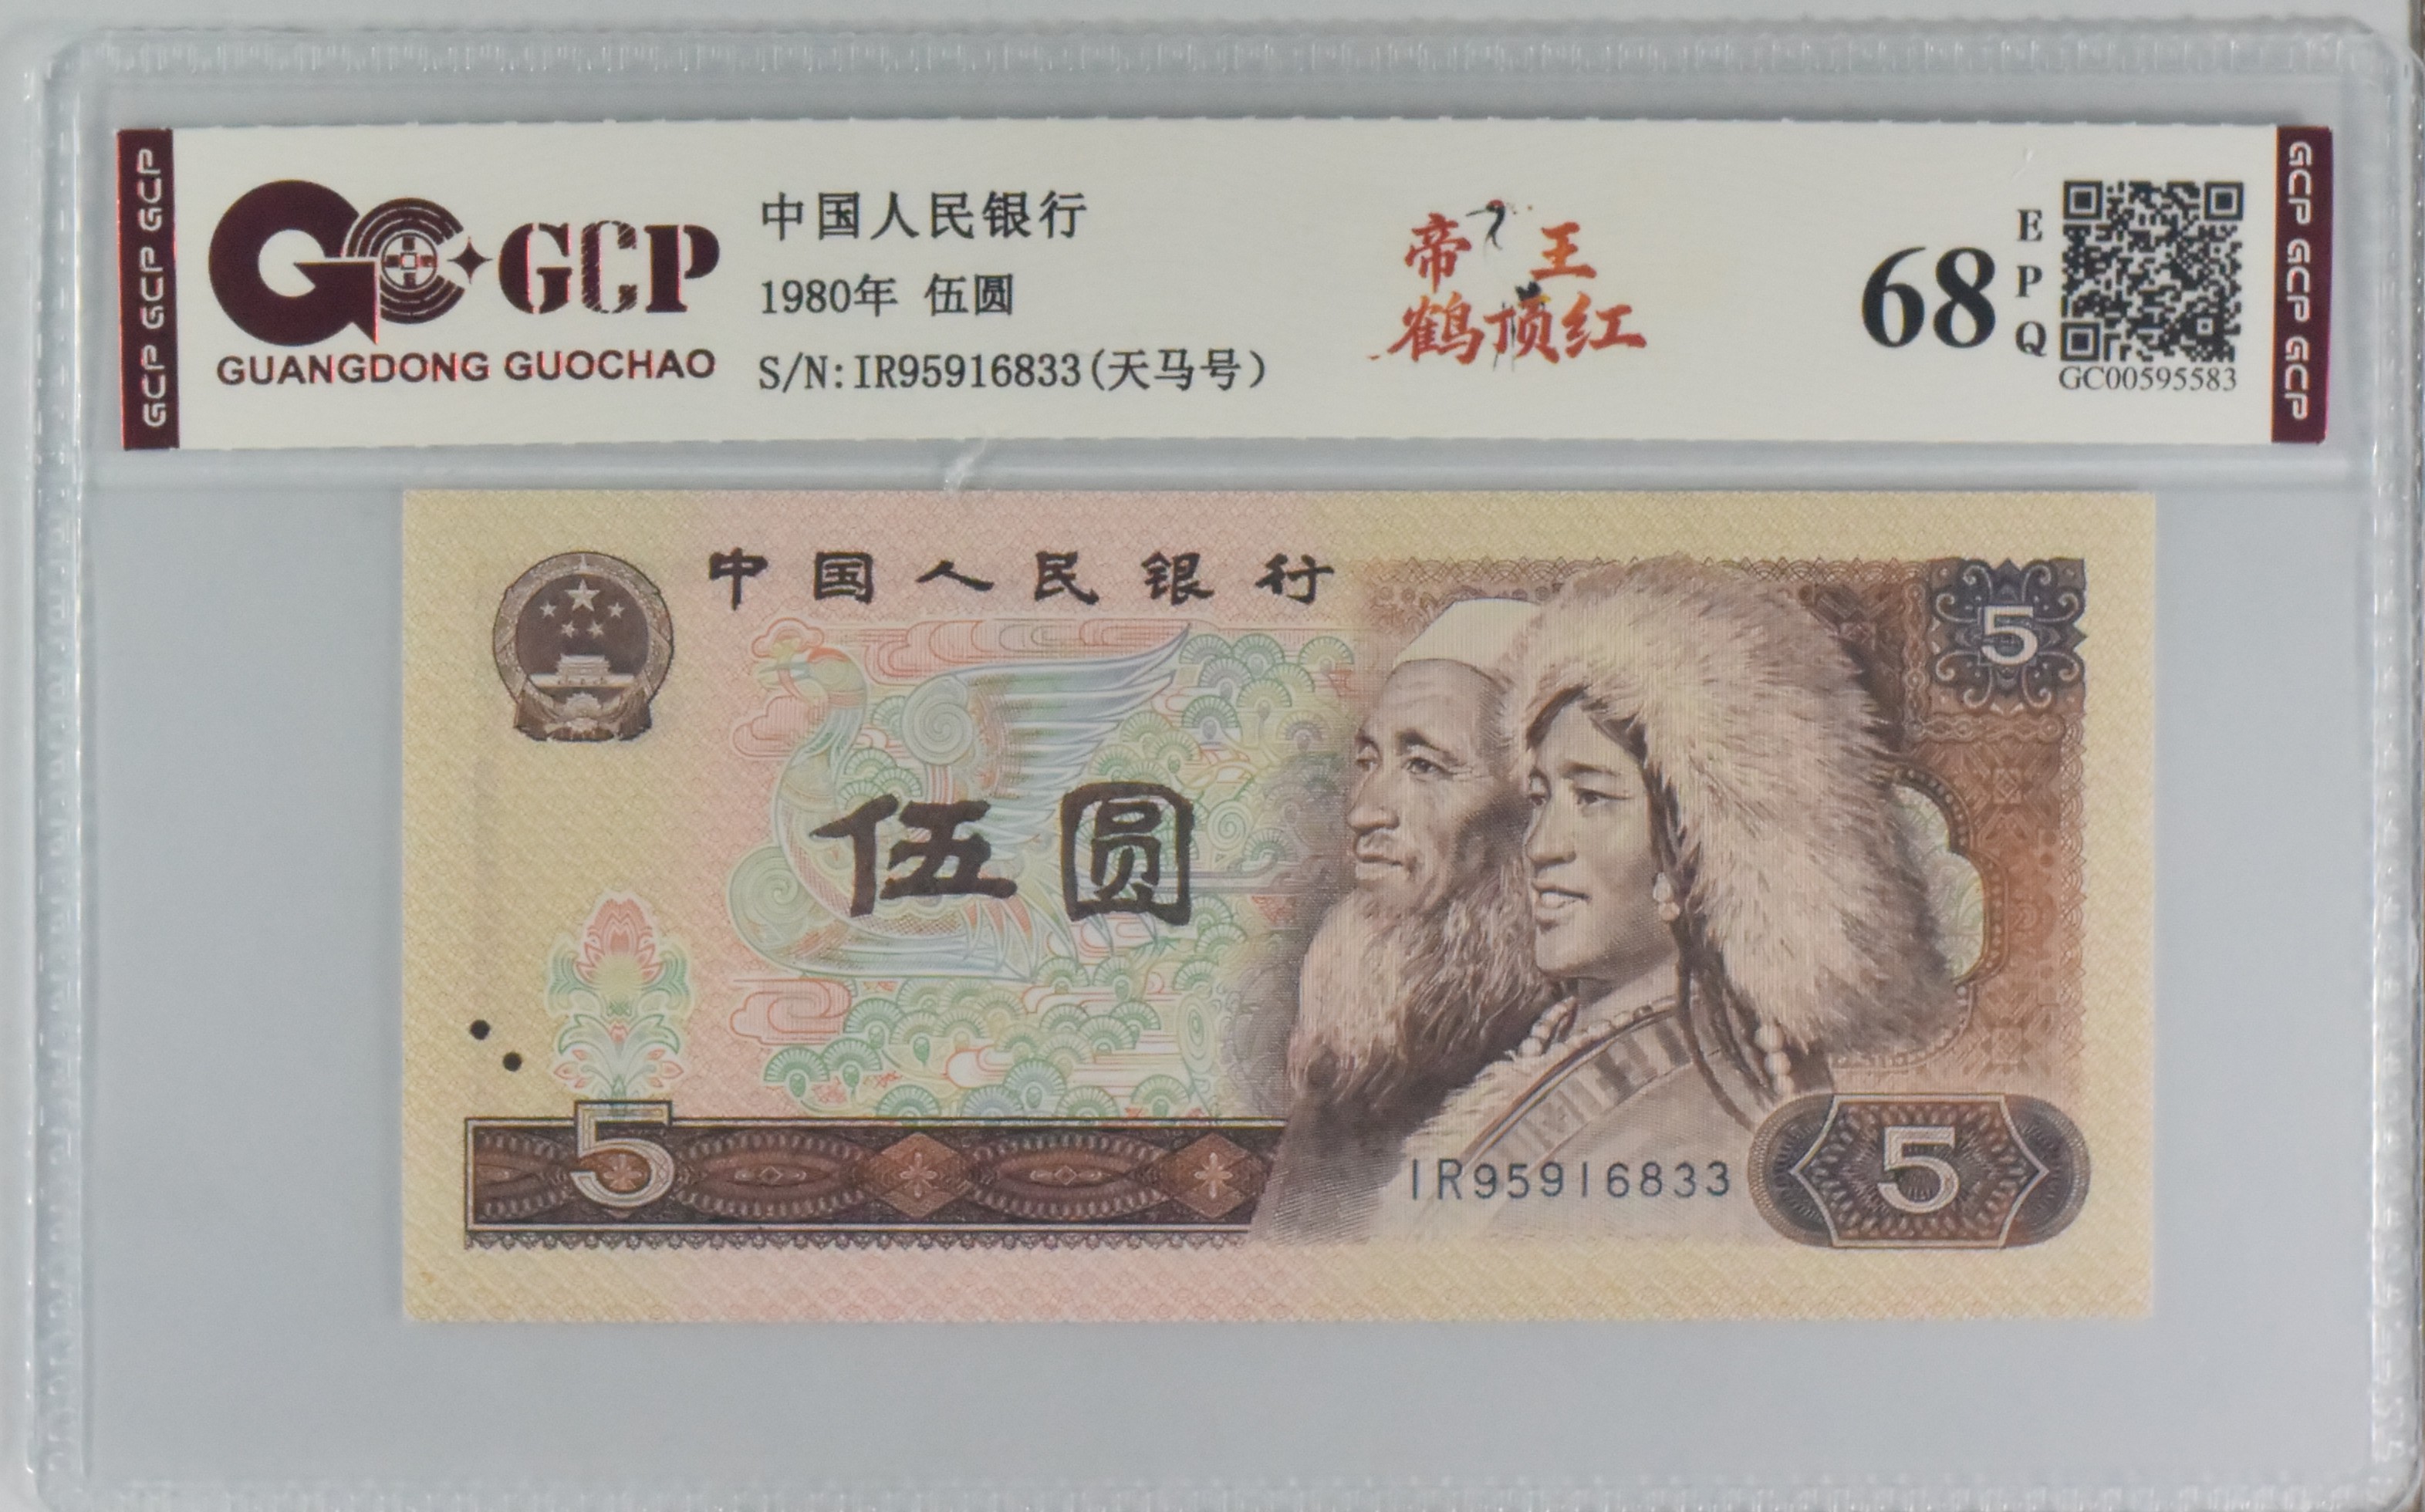 GCP GCP GCP
GCP
GUANGDONG GUOCHAO
中国人民银行
1980年 伍圆
S/N:IR95916833(天马号)
帝王
鹤顶红
68
EPQ
GC00595583
GCP GCP GCP
中国人民银行
5
伍圆
5
IR95916833
5